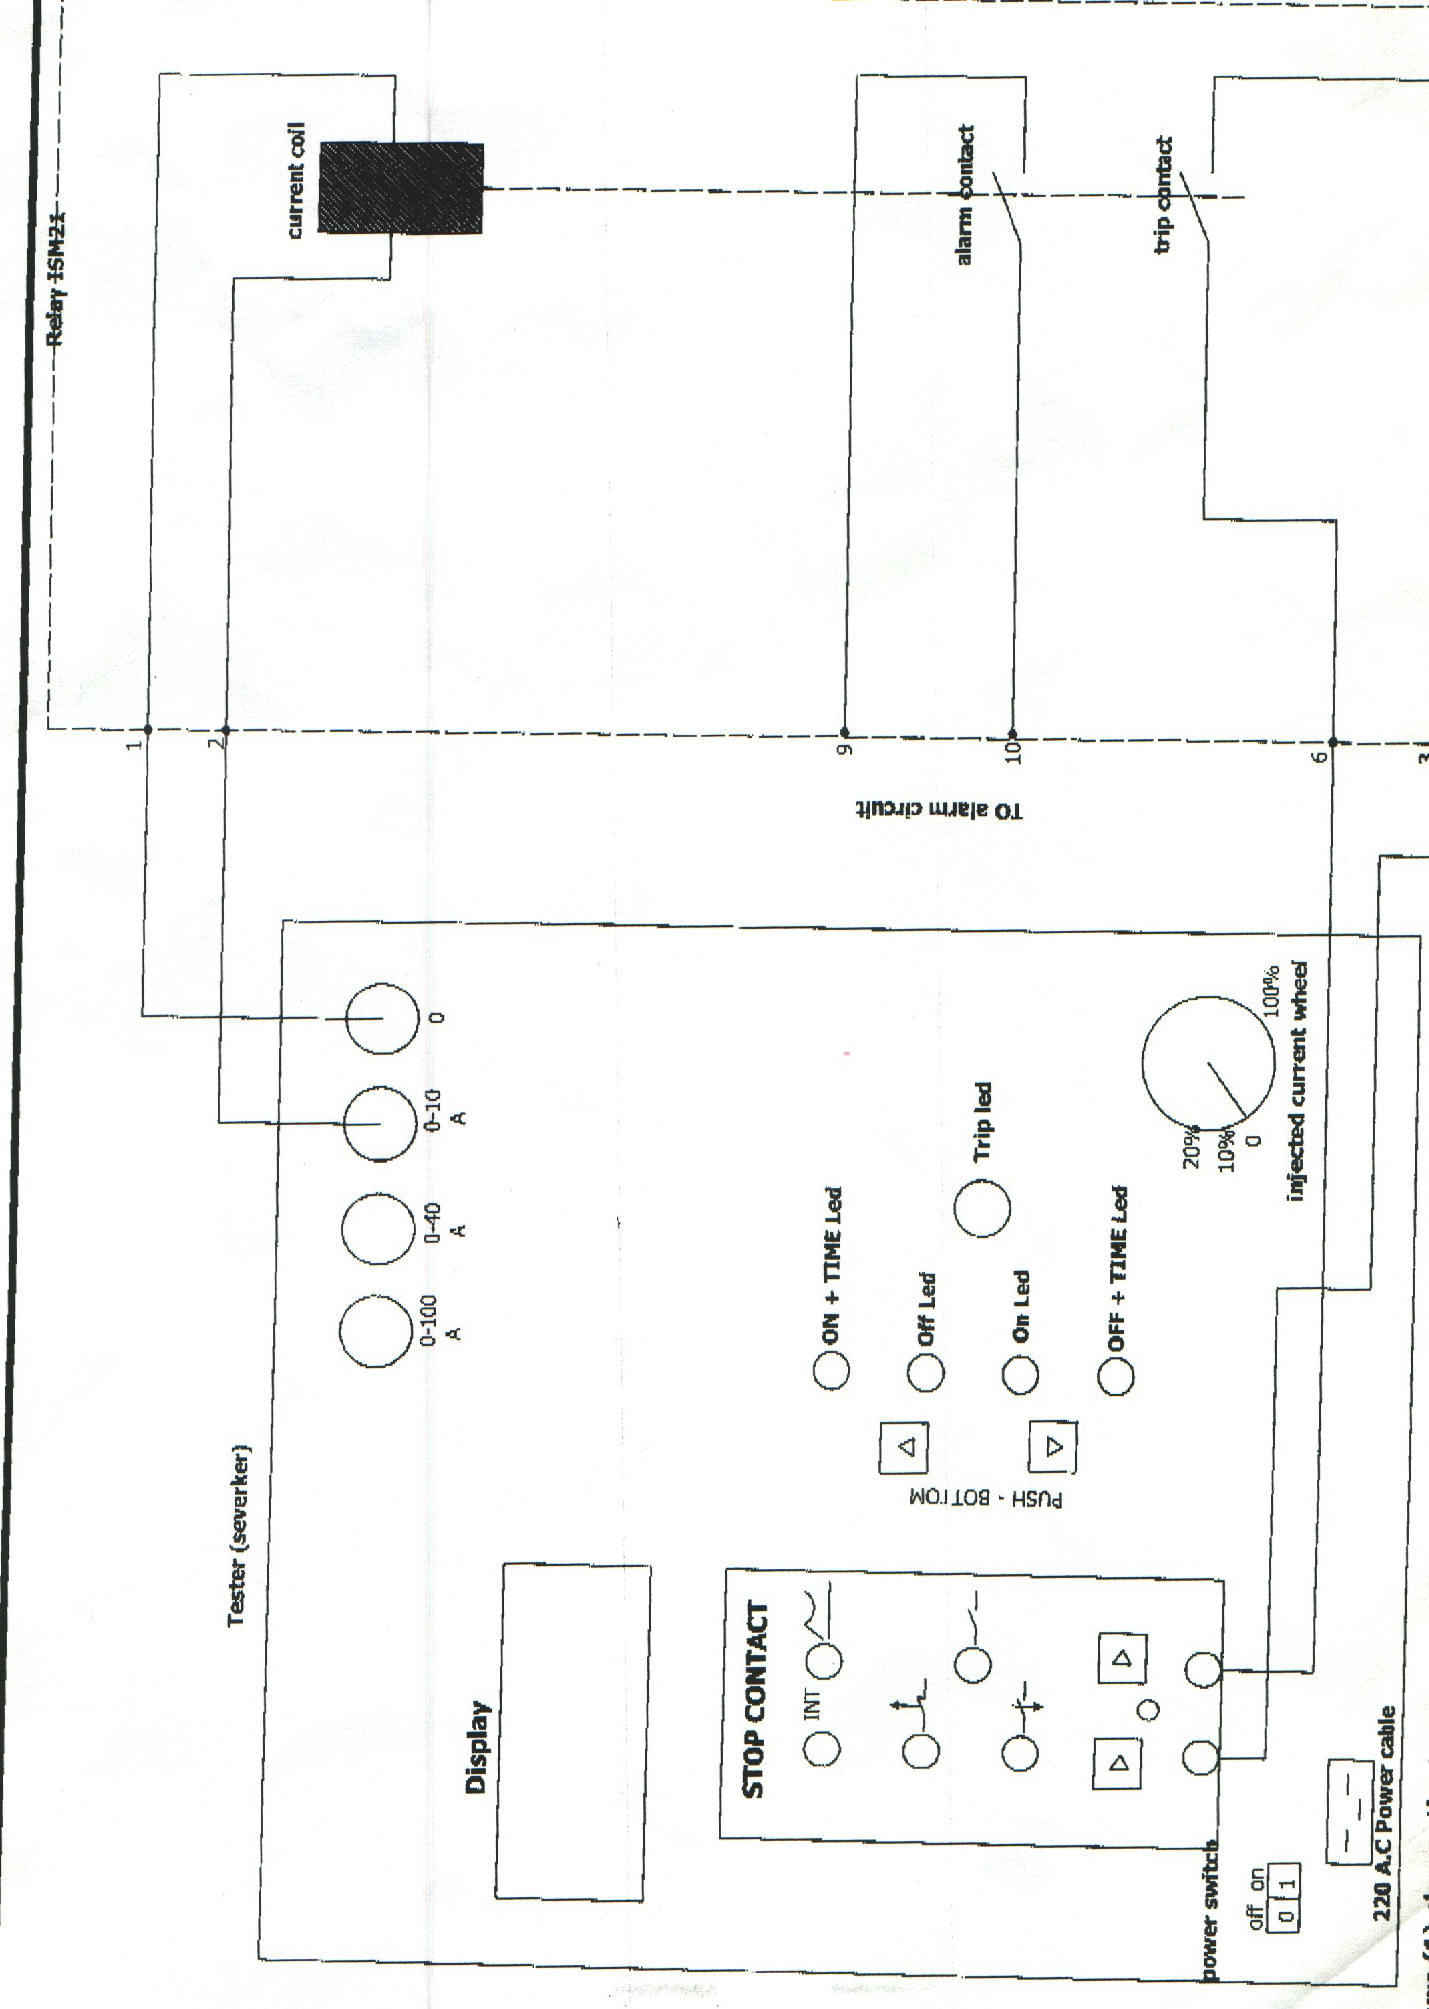 Tester (severker)
Relay ISM21
current coil
1
2
0-100
A
0-40
A
0-10
A
0
Display
STOP CONTACT
INT
PUSH - BOTTOM
ON + TIME Led
Off Led
On Led
OFF + TIME Led
Trip led
TO alarm circuit
9
10
alarm contact
trip contact
6
20%
10%
0
100%
injected current wheel
power switch
off on
0 1
220 A.C Power cable